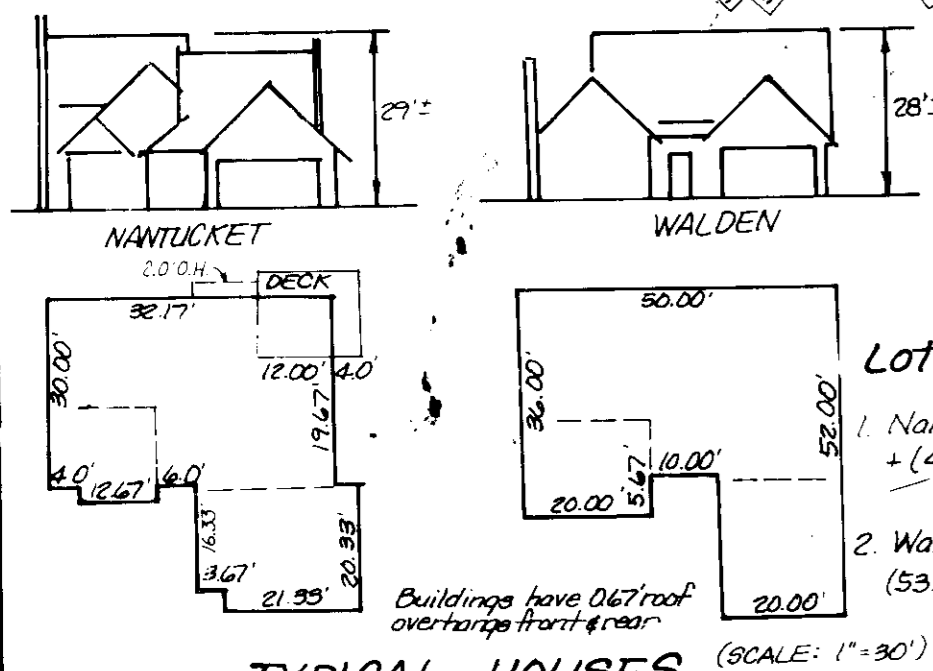 29'±
28'±
NANTUCKET
WALDEN
2.0' O.H.
DECK
32.17'
50.00'
30.00'
12.00' 4.0'
19.67'
36.00'
52.00'
Lot
1. Nan
+ (4
4.0'
12.67'
6.0'
5.67'
10.00'
20.00'
16.33'
20.33'
2. Wa
(53.
3.67'
21.33'
Buildings have 0.67' roof
overhangs front & rear
20.00'
(SCALE: 1"=30')
TYPICAL HOUSES